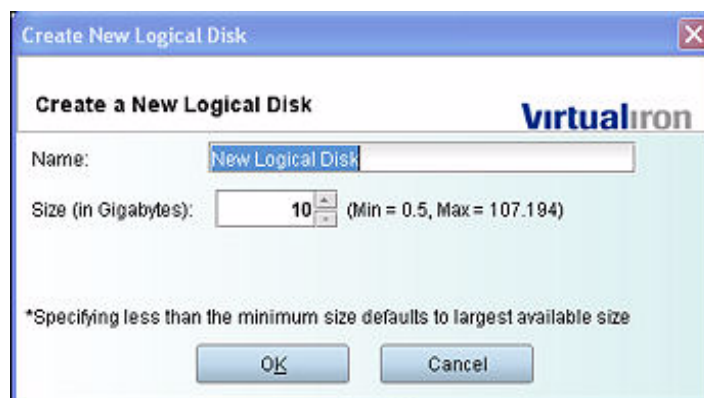 Create New Logical Disk
Create a New Logical Disk
Virtualiron
Name: New Logical Disk
Size (in Gigabytes): 10 (Min = 0.5, Max = 107.194)
*Specifying less than the minimum size defaults to largest available size
OK Cancel